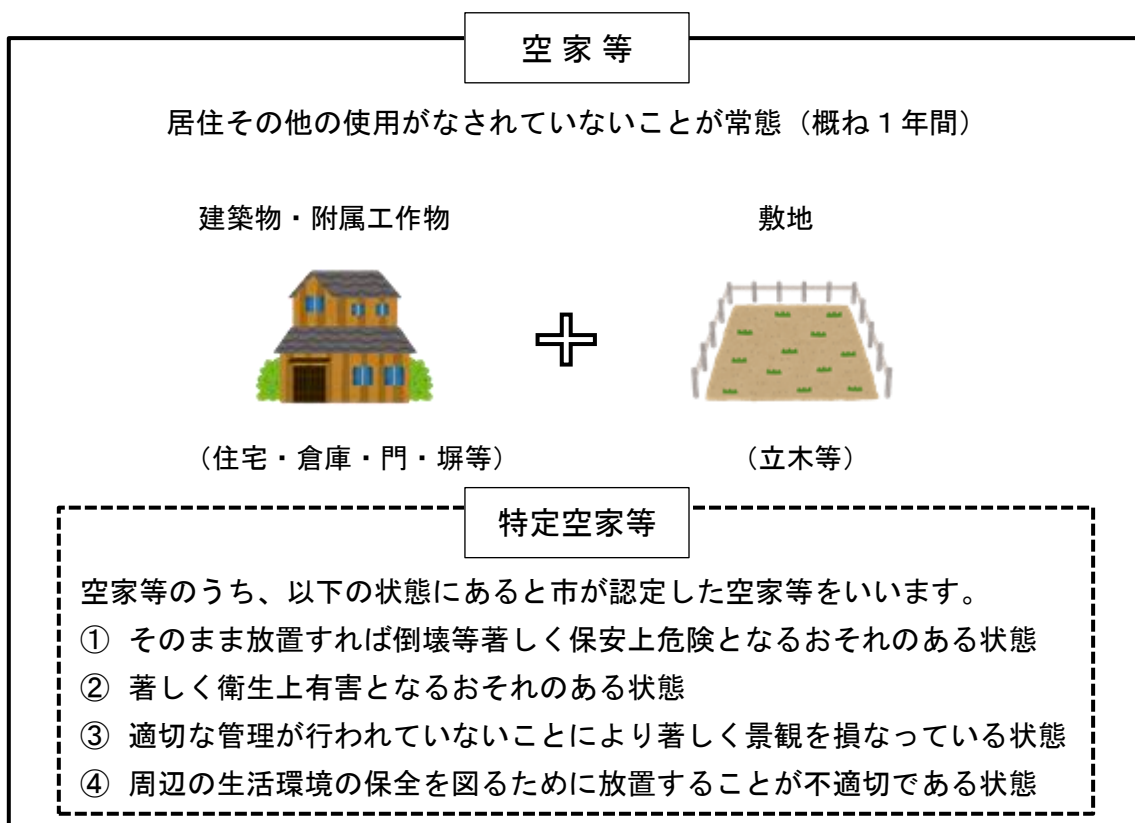 空家等
居住その他の使用がなされていないことが常態（概ね１年間）
建築物・附属工作物
敷地
（住宅・倉庫・門・塀等）
（立木等）
特定空家等
空家等のうち、以下の状態にあると市が認定した空家等をいいます。
① そのまま放置すれば倒壊等著しく保安上危険となるおそれのある状態
② 著しく衛生上有害となるおそれのある状態
③ 適切な管理が行われていないことにより著しく景観を損なっている状態
④ 周辺の生活環境の保全を図るために放置することが不適切である状態